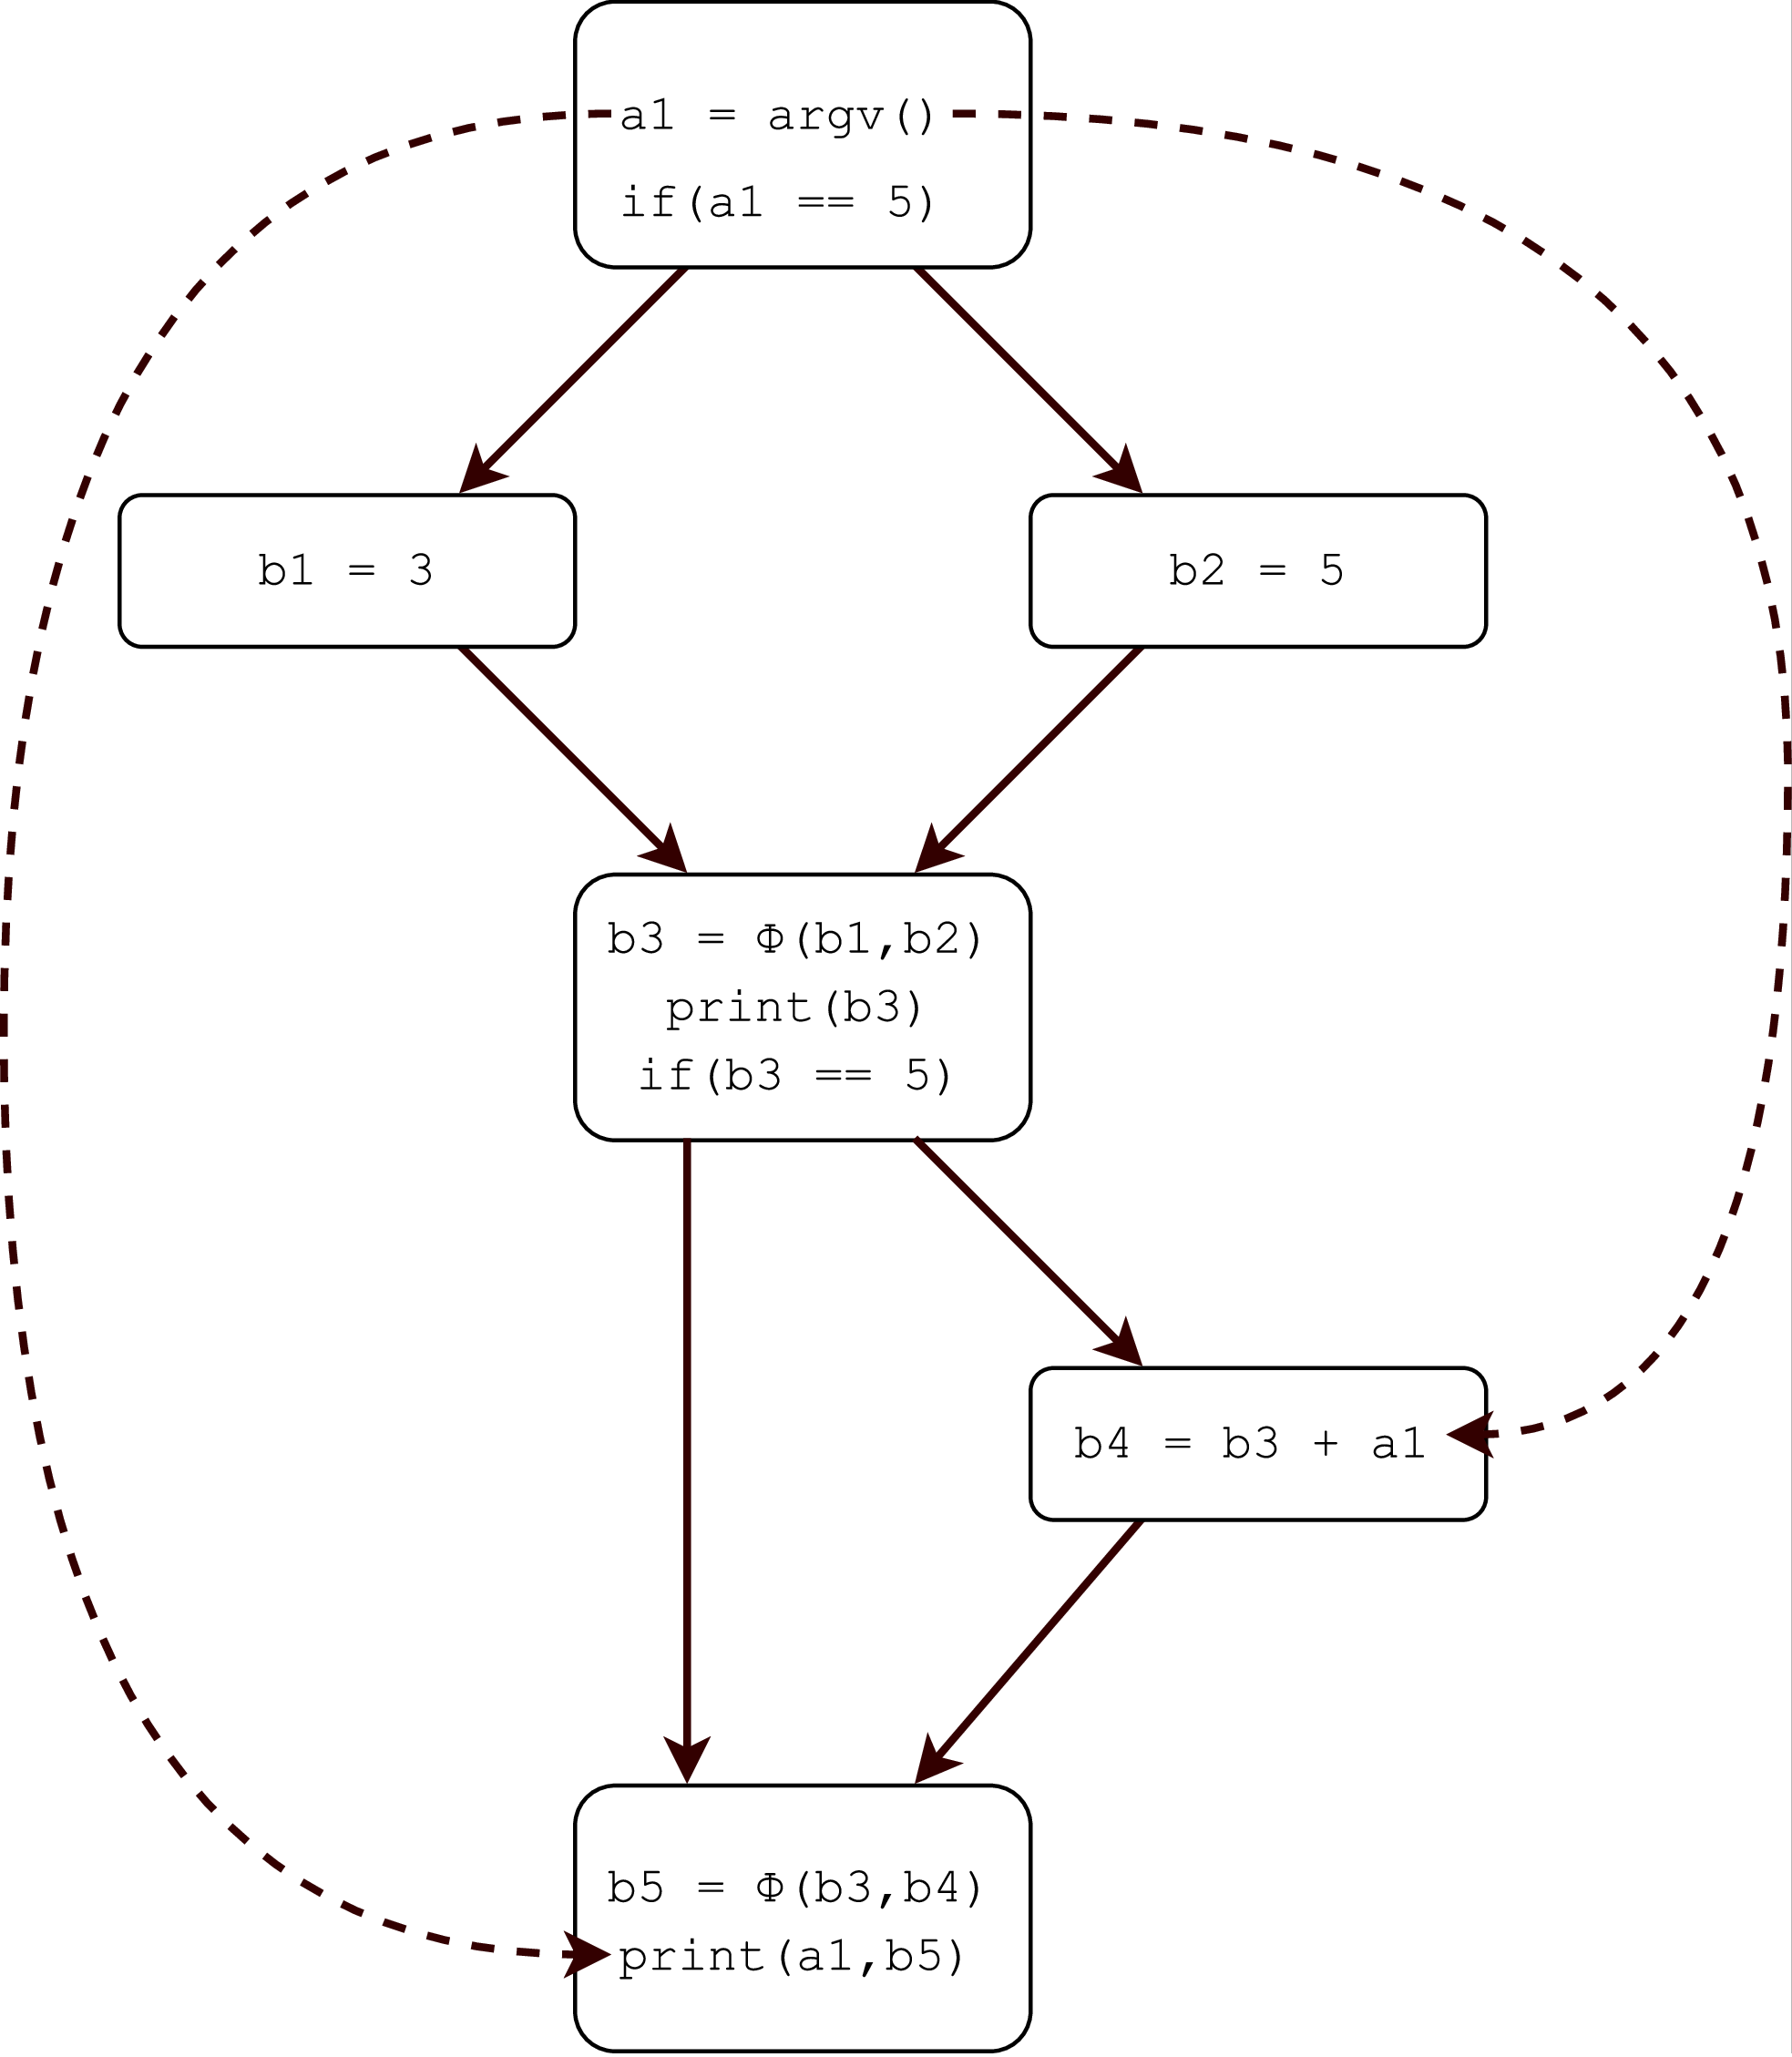 a1 = argv()
if(a1 == 5)
b1 = 3
b2 = 5
b3 = Φ(b1,b2)
print(b3)
if(b3 == 5)
b4 = b3 + a1
b5 = Φ(b3,b4)
print(a1,b5)